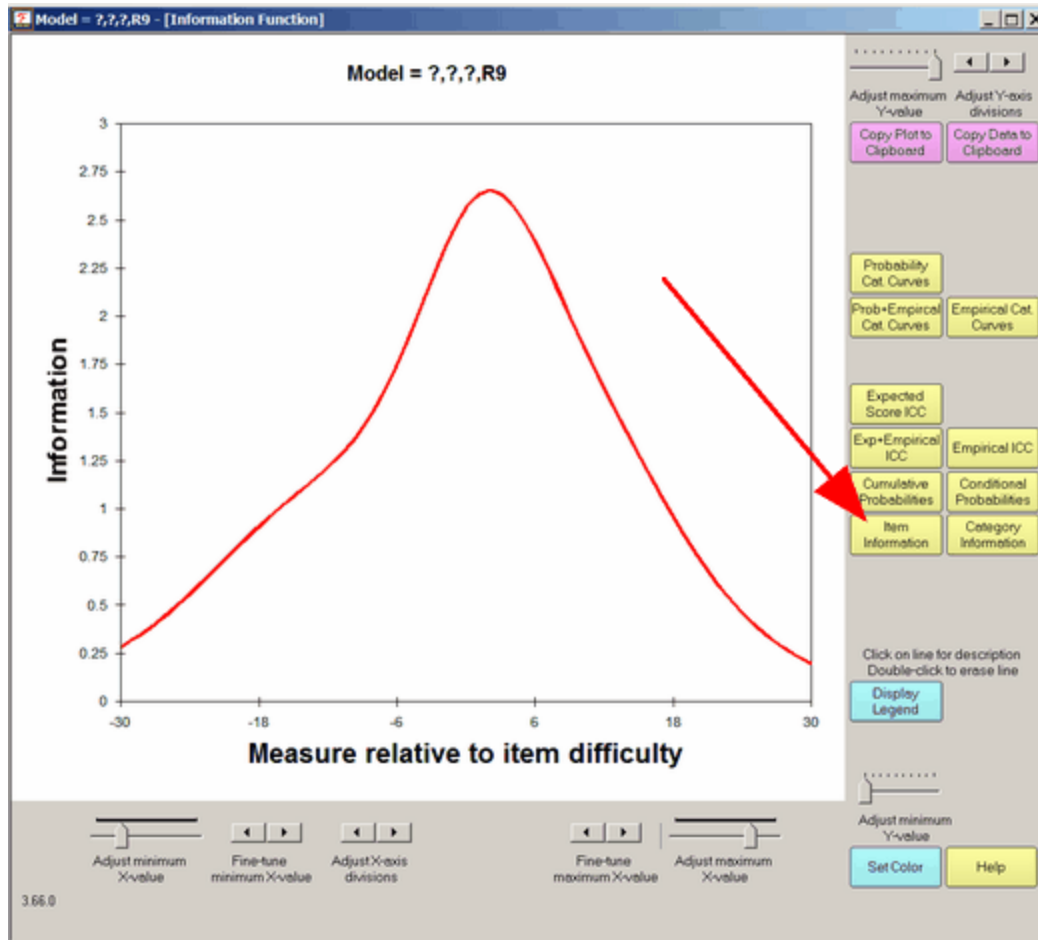 Model = ?,?,?,R9 - [Information Function]
Model = ?,?,?,R9
3
2.75
2.5
2.25
2
1.75
1.5
1.25
1
0.75
0.5
0.25
0
Information
-30 -18 -6 6 18 30
Measure relative to item difficulty
Adjust maximum
Y-value
Adjust Y-axis
divisions
Copy Plot to
Clipboard
Copy Data to
Clipboard
Probability
Cat. Curves
Prob+Empircal
Cat. Curves
Empirical Cat.
Curves
Expected
Score ICC
Exp+Empirical
ICC
Empirical ICC
Cumulative
Probabilities
Conditional
Probabilities
Item
Information
Category
Information
Click on line for description
Double-click to erase line
Display
Legend
Adjust minimum
Y-value
Set Color
Help
Adjust minimum
X-value
Fine-tune
minimum X-value
Adjust X-axis
divisions
Fine-tune
maximum X-value
Adjust maximum
X-value
3.66.0